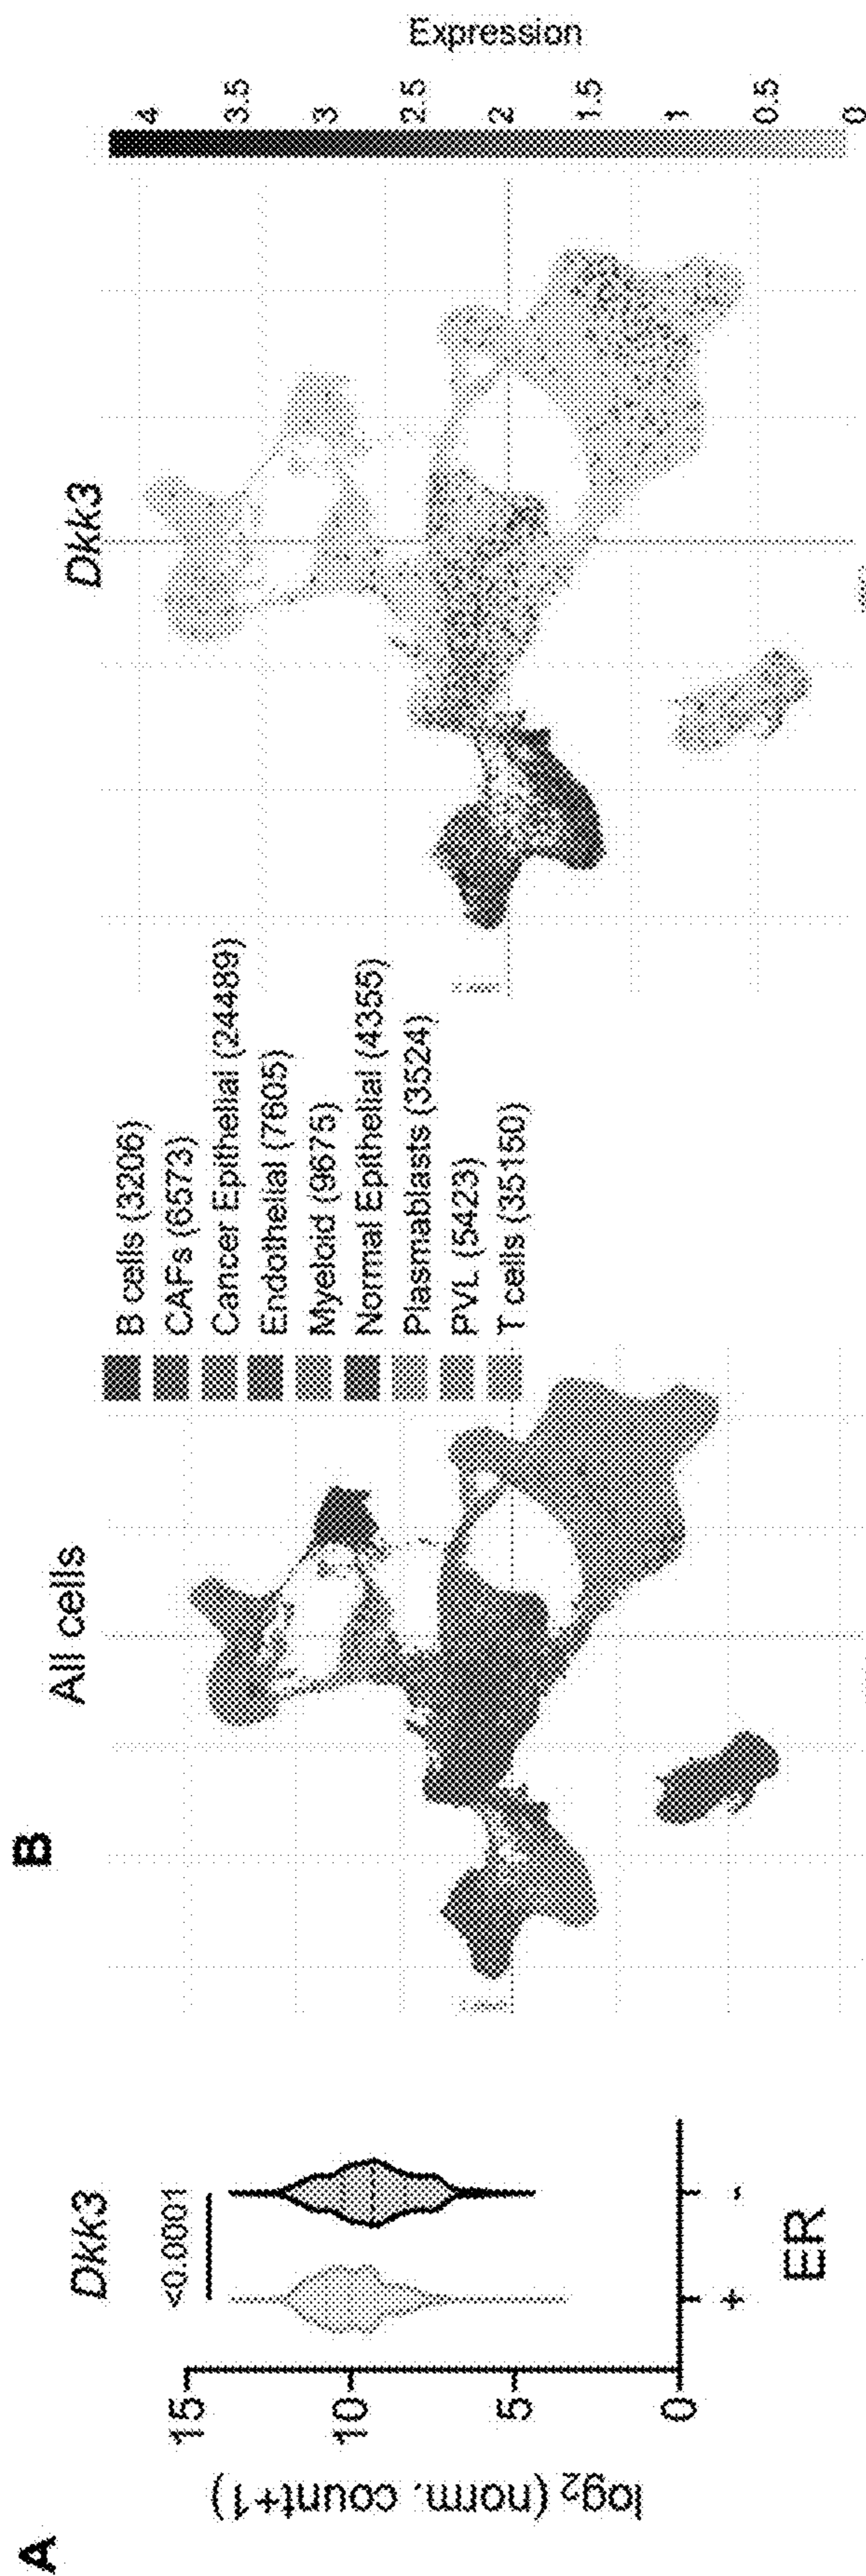 A
Dkk3
<0.0001
log₂ (norm. count+1)
15
10
5
0
+
-
ER
B
All cells
B cells (3206)
CAFs (6573)
Cancer Epithelial (24489)
Endothelial (7605)
Myeloid (9675)
Normal Epithelial (4355)
Plasmablasts (3524)
PVL (5423)
T cells (35150)
Dkk3
4
3.5
3
2.5
2
1.5
1
0.5
0
Expression